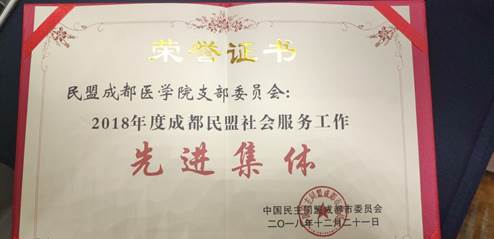 荣誉证书
民盟成都医学院支部委员会：
2018年度成都民盟社会服务工作
先进集体
中国民主同盟成都市委员会
二〇一八年十二月二十一日